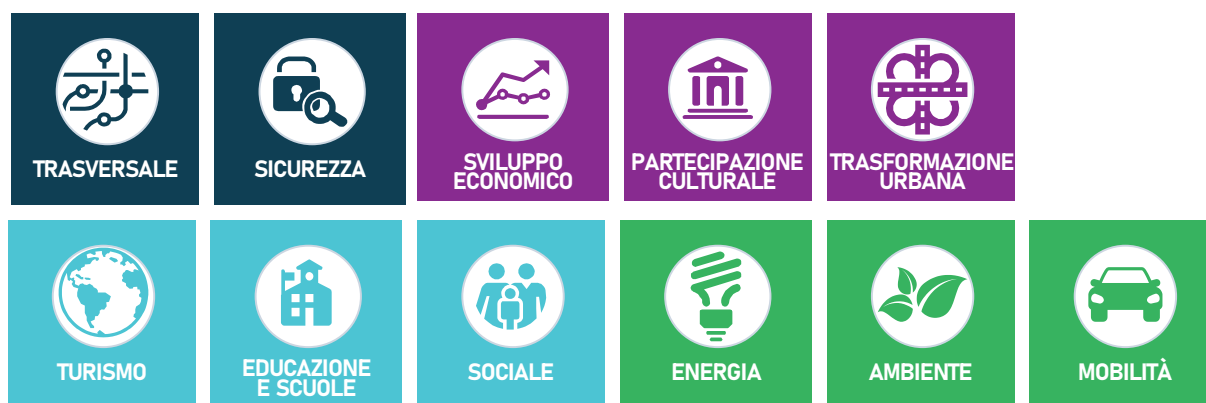 TRASVERSALE
SICUREZZA
SVILUPPO
ECONOMICO
PARTECIPAZIONE
CULTURALE
TRASFORMAZIONE
URBANA
TURISMO
EDUCAZIONE
E SCUOLE
SOCIALE
ENERGIA
AMBIENTE
MOBILITÀ